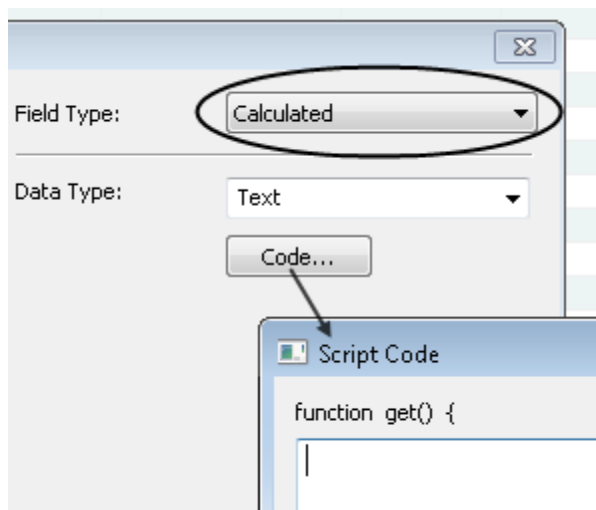 Field Type:
Calculated
Data Type:
Text
Code...
Script Code
function get() {